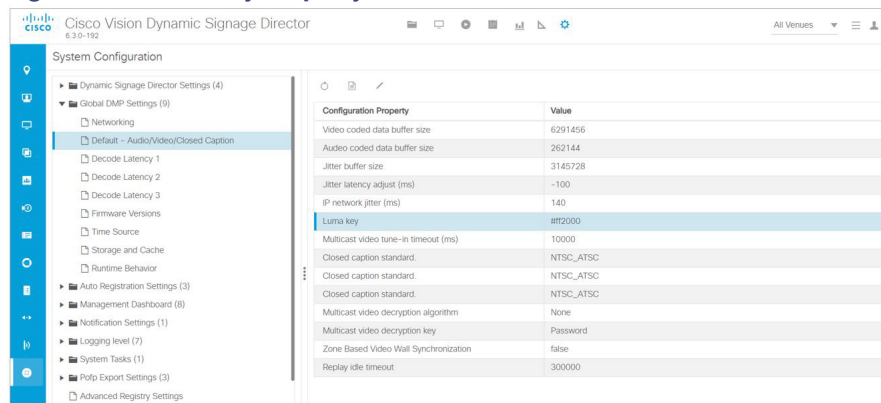 cisco
Cisco Vision Dynamic Signage Director
6.3.0-192
All Venues
System Configuration
Dynamic Signage Director Settings (4)
Global DMP Settings (9)
Networking
Default - Audio/Video/Closed Caption
Decode Latency 1
Decode Latency 2
Decode Latency 3
Firmware Versions
Time Source
Storage and Cache
Runtime Behavior
Auto Registration Settings (3)
Management Dashboard (8)
Notification Settings (1)
Logging level (7)
System Tasks (1)
Pofp Export Settings (3)
Advanced Registry Settings
Configuration Property Value
Video coded data buffer size 6291456
Audeo coded data buffer size 262144
Jitter buffer size 3145728
Jitter latency adjust (ms) -100
IP network jitter (ms) 140
Luma key #ff2000
Multicast video tune-in timeout (ms) 10000
Closed caption standard. NTSC_ATSC
Closed caption standard. NTSC_ATSC
Closed caption standard. NTSC_ATSC
Multicast video decryption algorithm None
Multicast video decryption key Password
Zone Based Video Wall Synchronization false
Replay idle timeout 300000